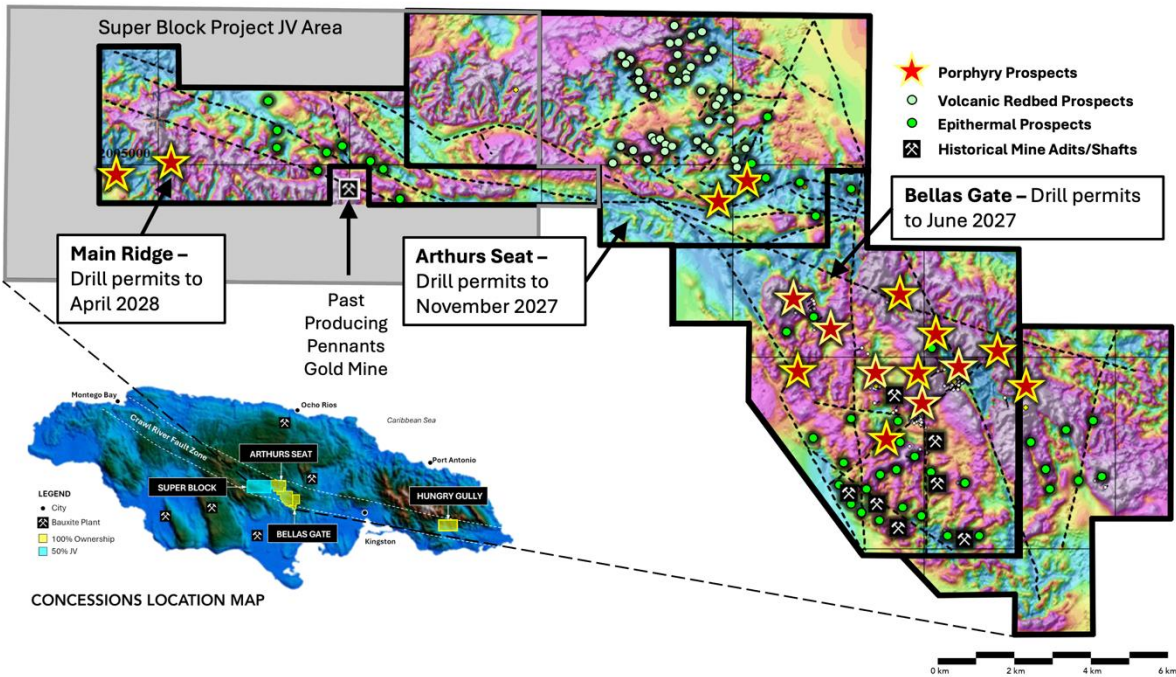 Super Block Project JV Area
Porphyry Prospects
Volcanic Redbed Prospects
Epithermal Prospects
Historical Mine Adits/Shafts
Main Ridge –
Drill permits to
April 2028
Past
Producing
Pennants
Gold Mine
Arthurs Seat –
Drill permits to
November 2027
Bellas Gate – Drill permits
to June 2027
Montego Bay
Ocho Rios
Caribbean Sea
Crawl River Fault Zone
ARTHURS SEAT
Port Antonio
SUPER BLOCK
HUNGRY GULLY
BELLAS GATE
Kingston
LEGEND
City
Bauxite Plant
100% Ownership
50% JV
CONCESSIONS LOCATION MAP
0 km
2 km
4 km
6 km